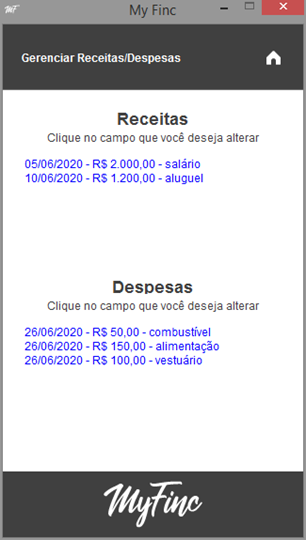 MyFinc
My Finc
Gerenciar Receitas/Despesas
Receitas
Clique no campo que você deseja alterar
05/06/2020 - R$ 2.000,00 - salário
10/06/2020 - R$ 1.200,00 - aluguel
Despesas
Clique no campo que você deseja alterar
26/06/2020 - R$ 50,00 - combustível
26/06/2020 - R$ 150,00 - alimentação
26/06/2020 - R$ 100,00 - vestuário
MyFinc